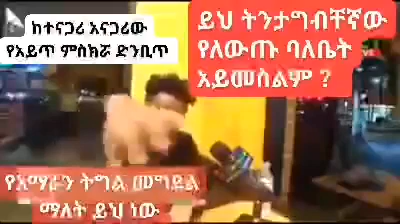 ከተናጋሪ አናጋሪው
የአይጥ ምስክሯ ድንቢጥ
ይህ ትንታግብቸኛው
የለውጡ ባለቤት
አይመስልም ?
የአማራን ትግል መግደል
ማለት ይህ ነው